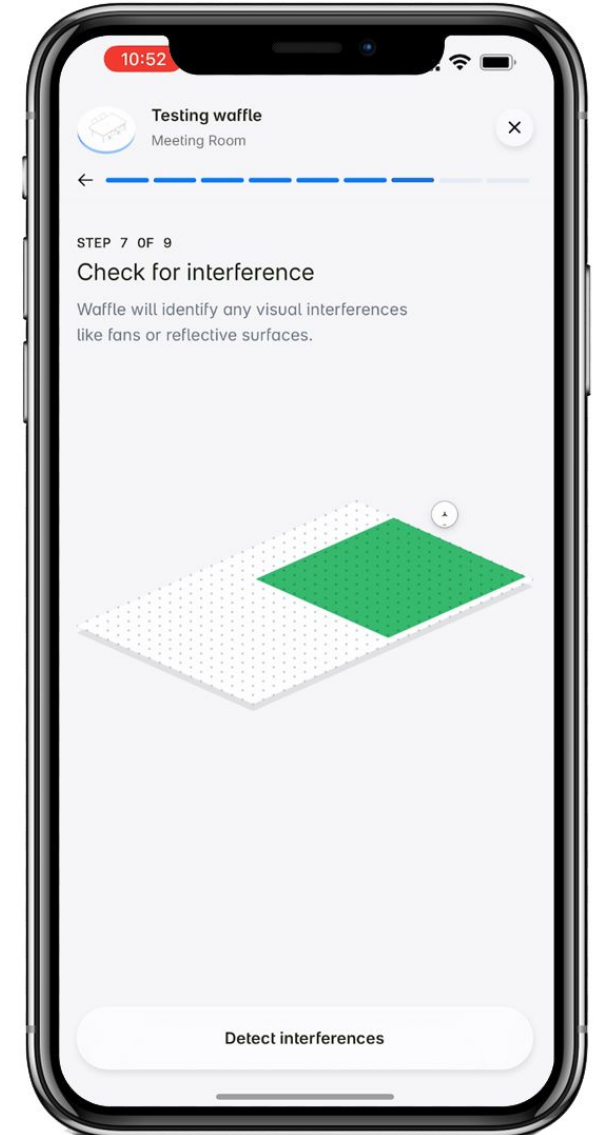 10:52
Testing waffle
Meeting Room
STEP 7 OF 9
Check for interference
Waffle will identify any visual interferences
like fans or reflective surfaces.
Detect interferences